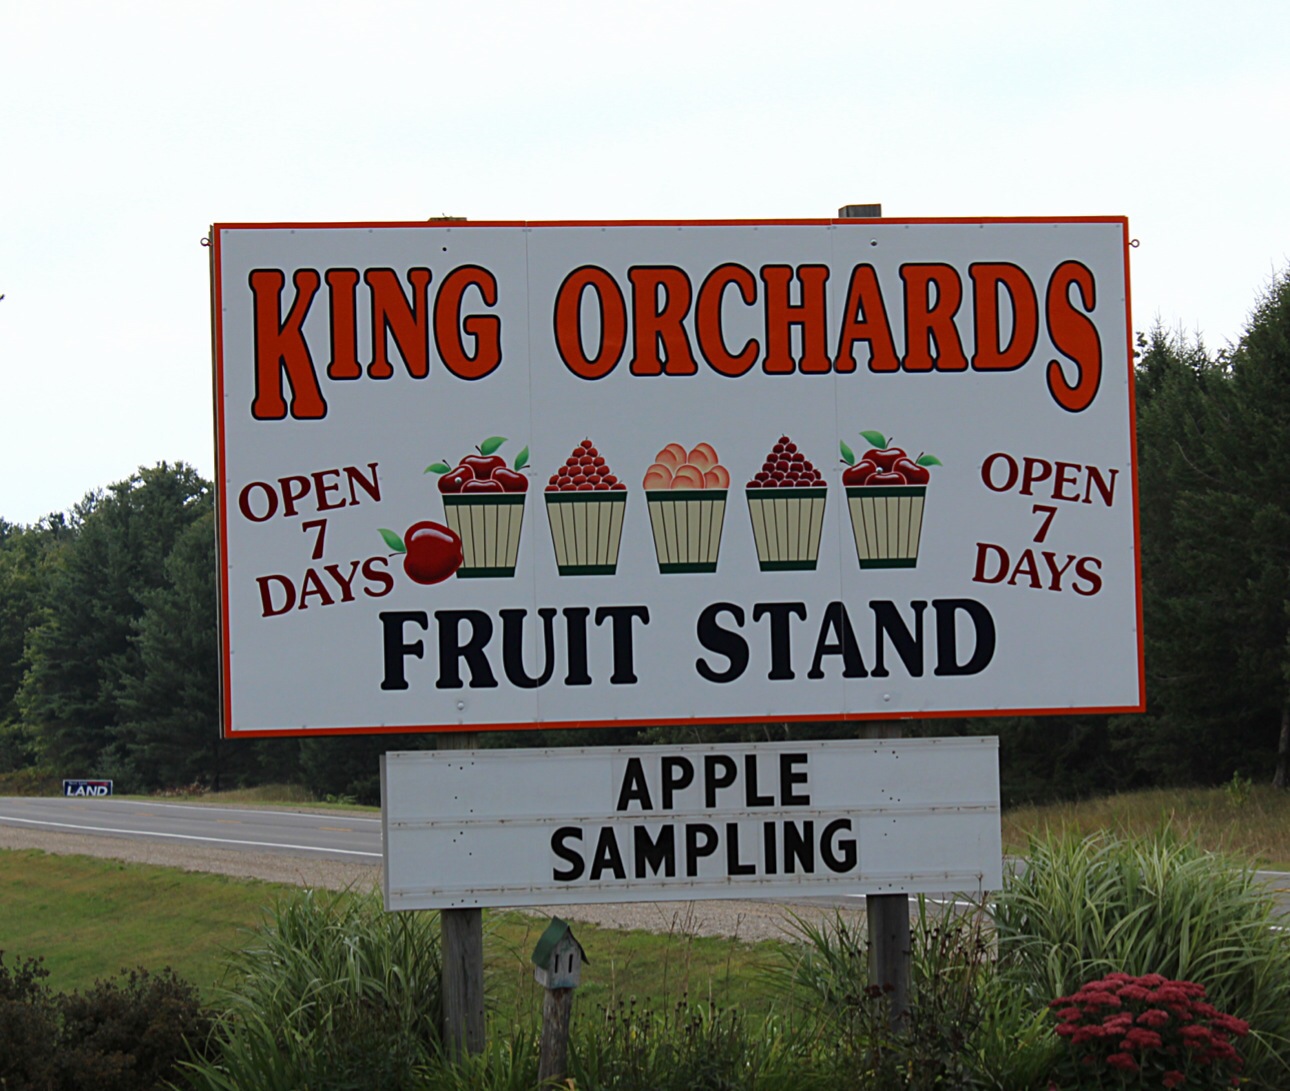 KING ORCHARDS
OPEN
7
DAYS
OPEN
7
DAYS
FRUIT STAND
APPLE
SAMPLING
LAND